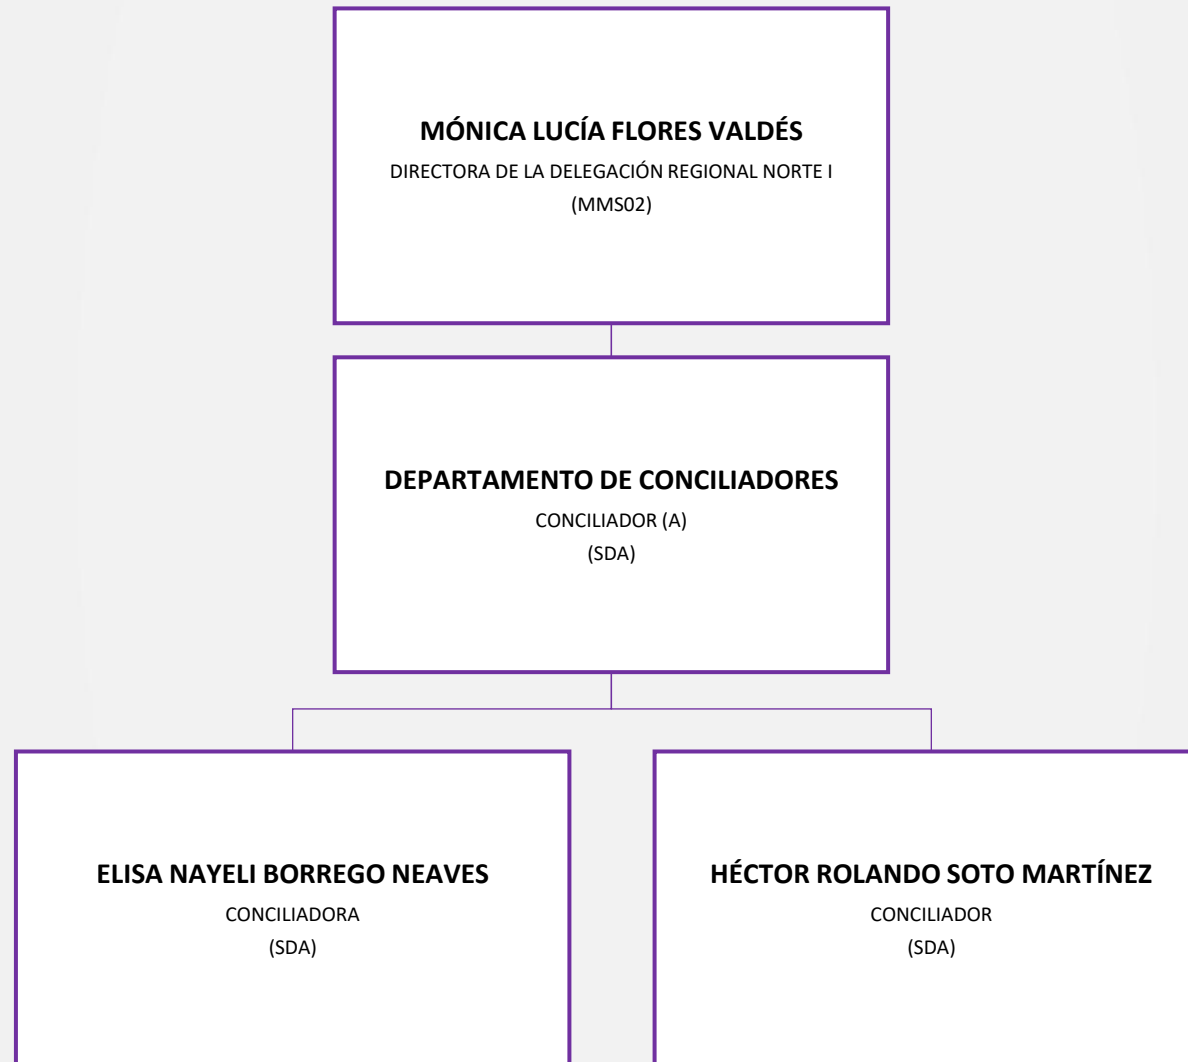 MÓNICA LUCÍA FLORES VALDÉS
DIRECTORA DE LA DELEGACIÓN REGIONAL NORTE I
(MMS02)
DEPARTAMENTO DE CONCILIADORES
CONCILIADOR (A)
(SDA)
ELISA NAYELI BORREGO NEAVES
CONCILIADORA
(SDA)
HÉCTOR ROLANDO SOTO MARTÍNEZ
CONCILIADOR
(SDA)